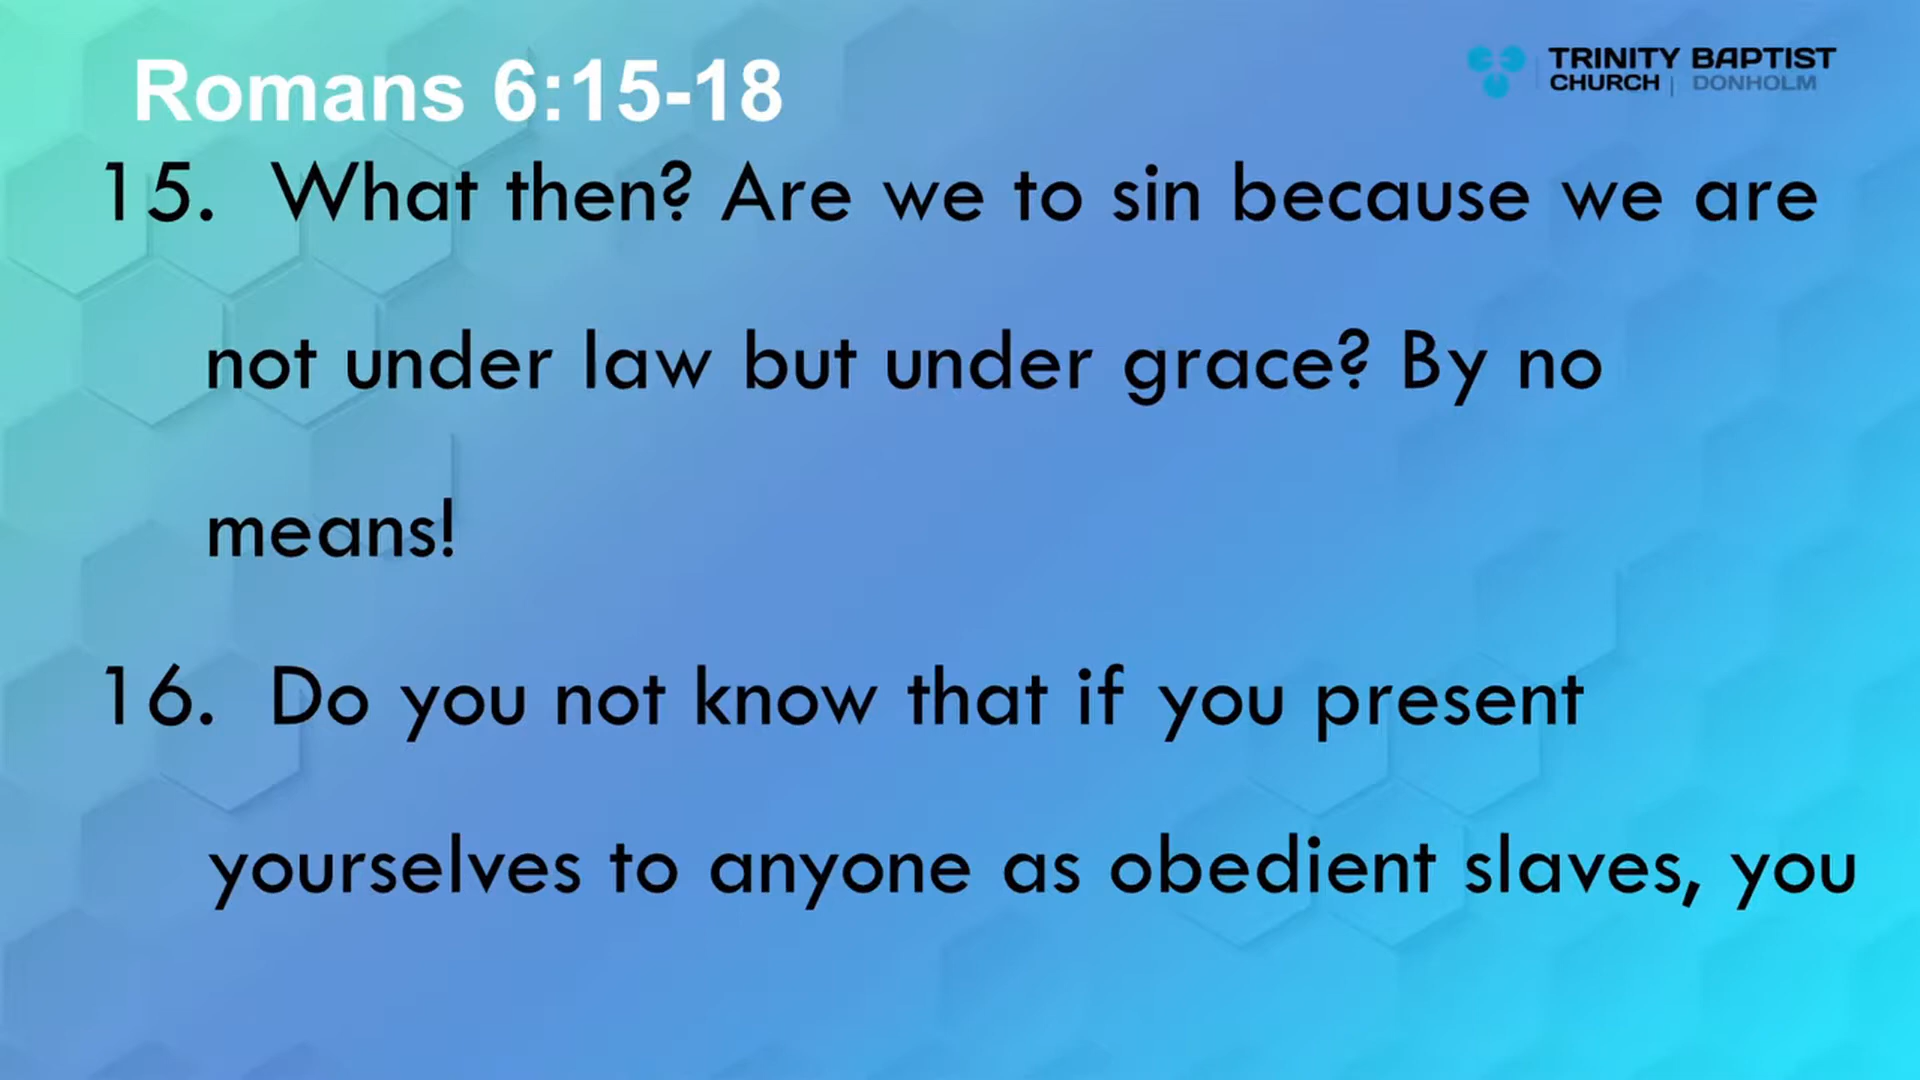 Romans 6:15-18
TRINITY BAPTIST
CHURCH | DONHOLM
15. What then? Are we to sin because we are
not under law but under grace? By no
means!
16. Do you not know that if you present
yourselves to anyone as obedient slaves, you